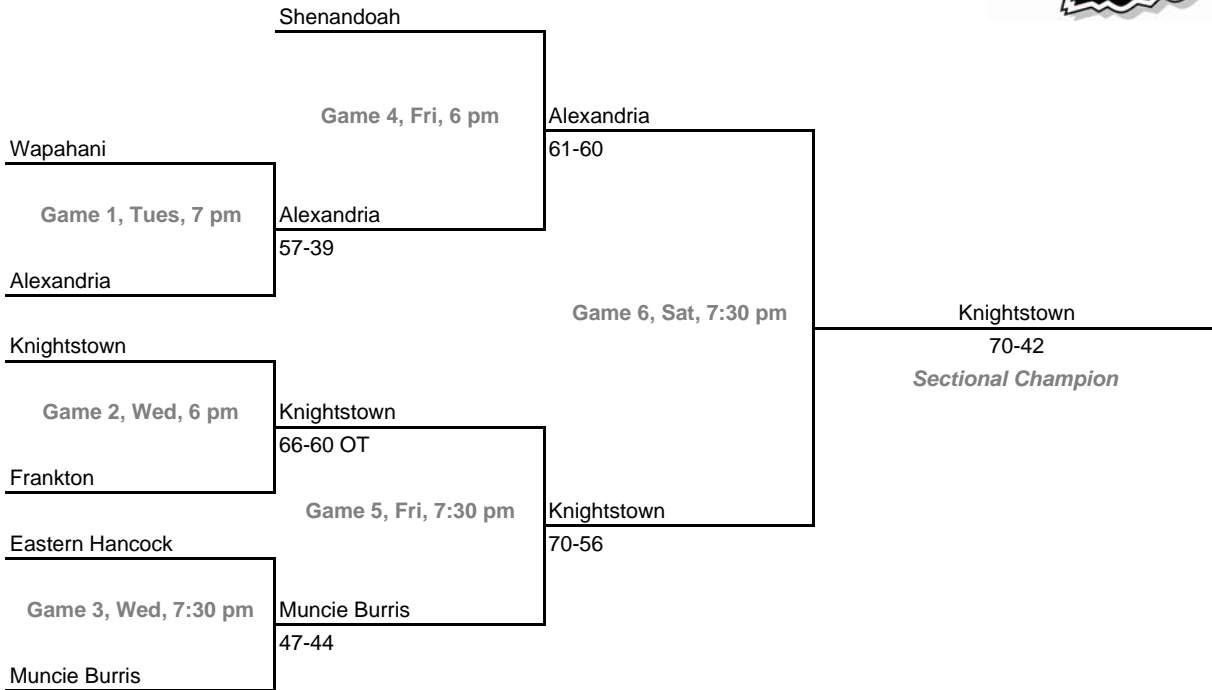 Shenandoah
Game 4, Fri, 6 pm
Alexandria
Wapahani
61-60
Game 1, Tues, 7 pm
Alexandria
57-39
Alexandria
Game 6, Sat, 7:30 pm
Knightstown
Knightstown
70-42
Sectional Champion
Game 2, Wed, 6 pm
Knightstown
66-60 OT
Frankton
Game 5, Fri, 7:30 pm
Knightstown
Eastern Hancock
70-56
Game 3, Wed, 7:30 pm
Muncie Burris
47-44
Muncie Burris